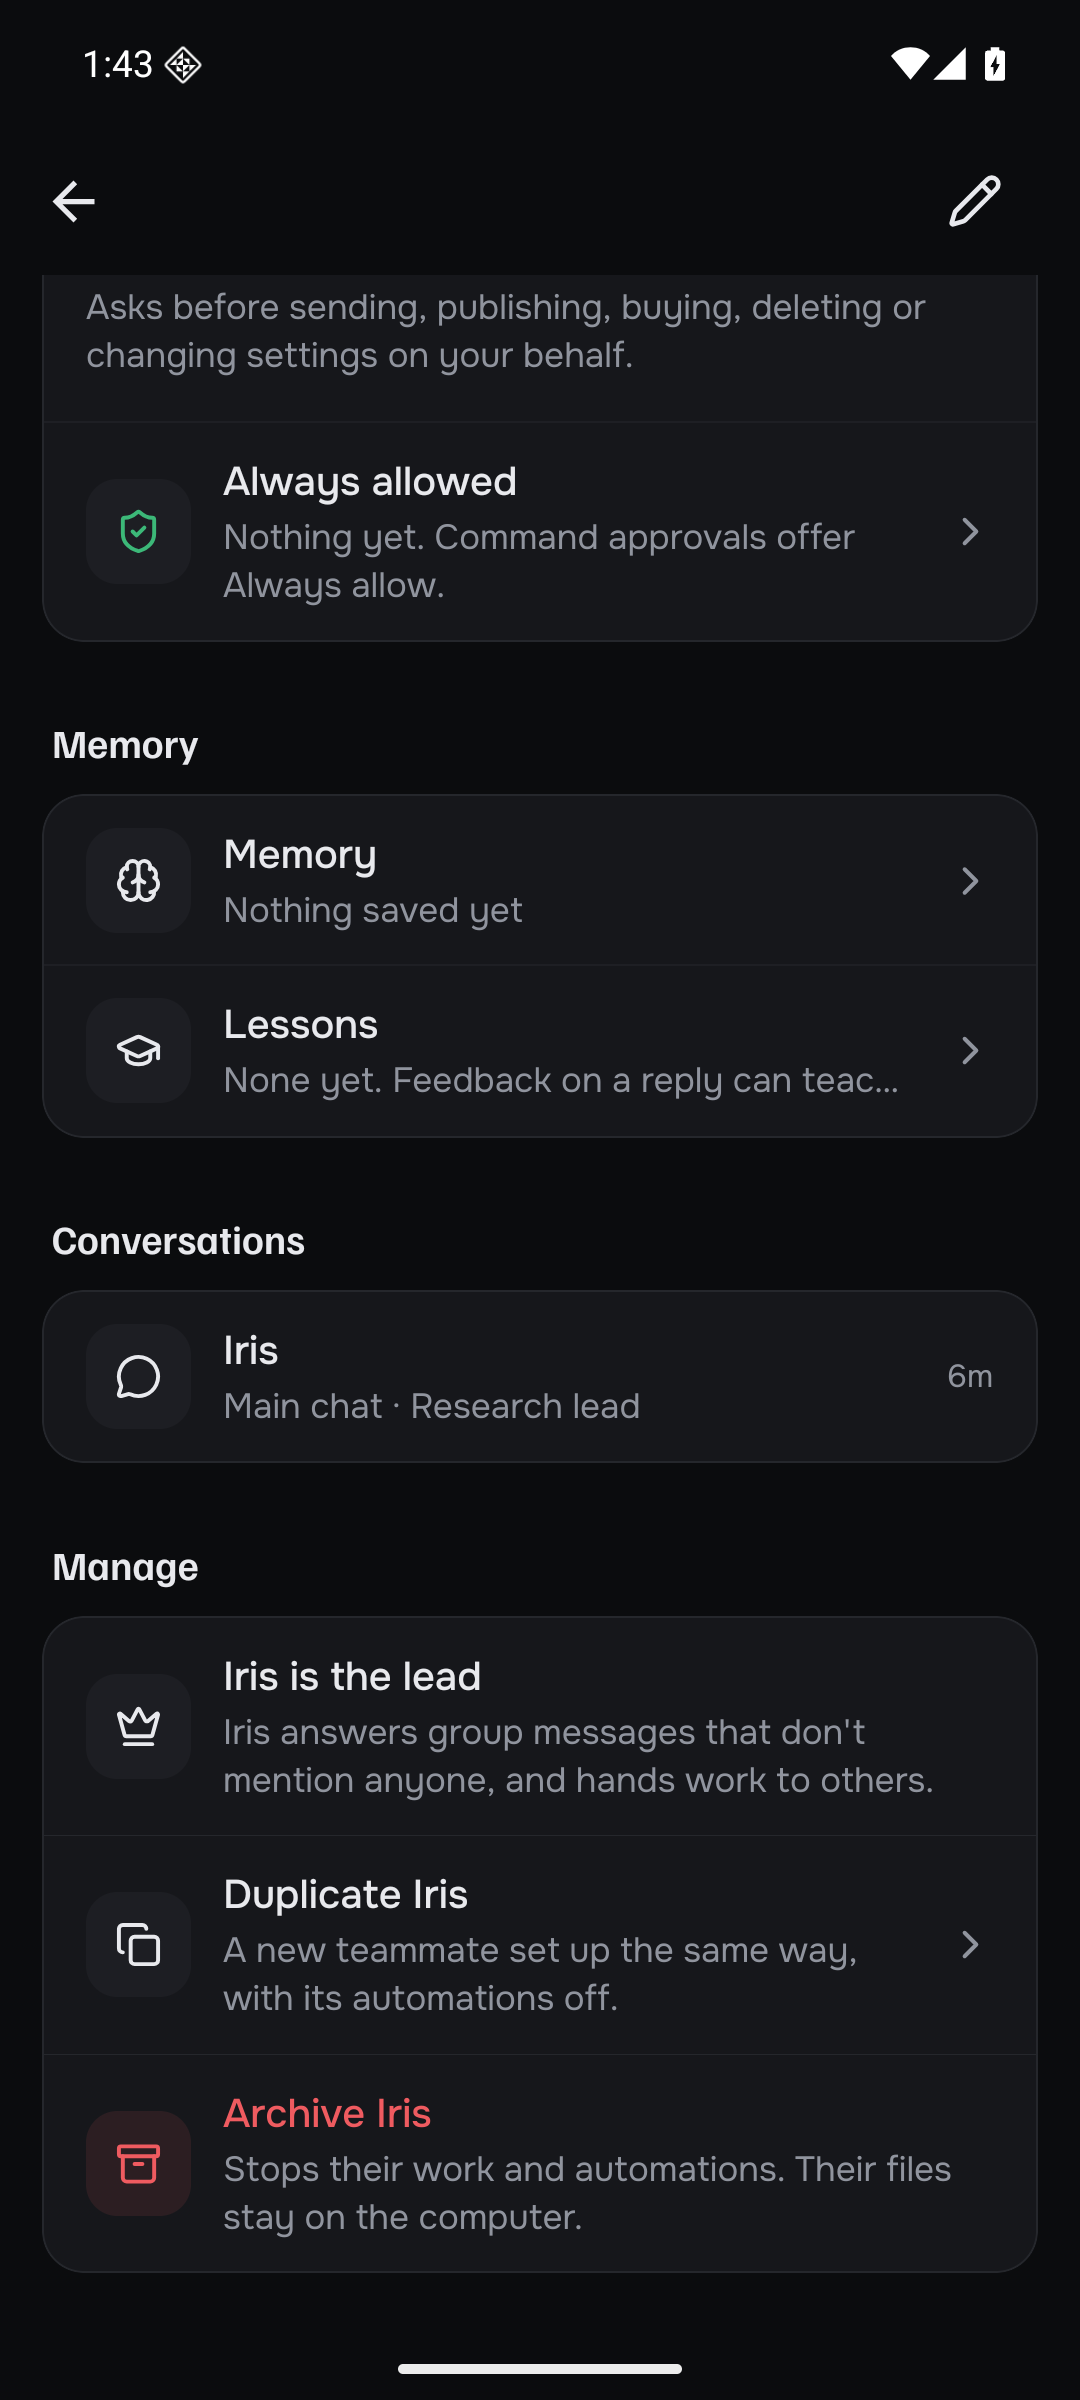 1:43
Asks before sending, publishing, buying, deleting or
changing settings on your behalf.
Always allowed
Nothing yet. Command approvals offer
Always allow.
Memory
Memory
Nothing saved yet
Lessons
None yet. Feedback on a reply can teac...
Conversations
Iris
Main chat · Research lead
6m
Manage
Iris is the lead
Iris answers group messages that don't
mention anyone, and hands work to others.
Duplicate Iris
A new teammate set up the same way,
with its automations off.
Archive Iris
Stops their work and automations. Their files
stay on the computer.